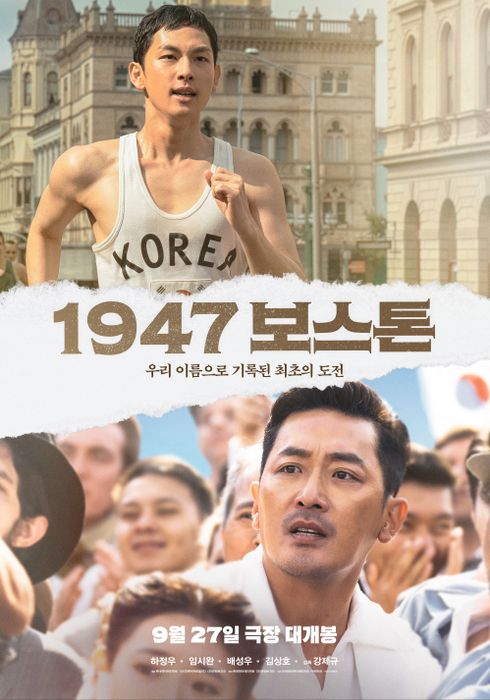 KOREA
1947 보스톤
우리 이름으로 기록된 최초의 도전
9월 27일 극장 대개봉
하정우 · 임시완 · 배성우 · 김상호 · 감독 강제규